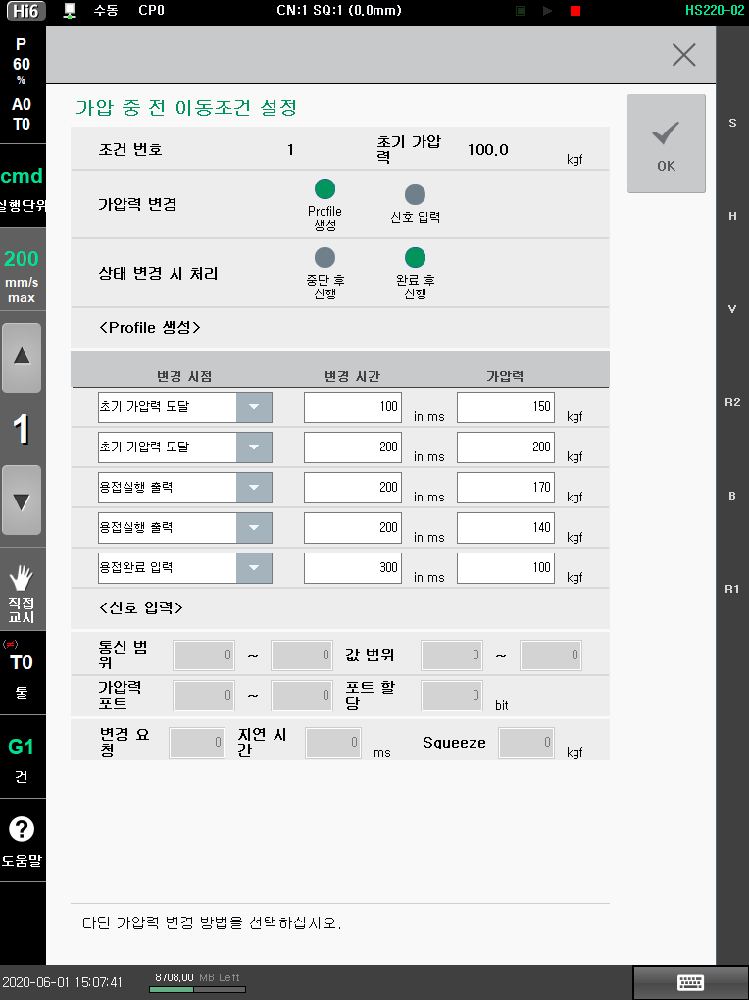 Hi6 수동 CP0 CN:1 SQ:1 (0.0mm) HS220-02
P
60
%
A0
T0
cmd
실행단위
200
mm/s
max
1
직접
교시
(≠)
T0
툴
G1
건
?
도움말
가압 중 전 이동조건 설정
OK
조건 번호 1 초기 가압
력 100.0 kgf
가압력 변경
Profile
생성
신호 입력
상태 변경 시 처리
중단 후
진행
완료 후
진행
<Profile 생성>
변경 시점 변경 시간 가압력
초기 가압력 도달 100 in ms 150 kgf
초기 가압력 도달 200 in ms 200 kgf
용접실행 출력 200 in ms 170 kgf
용접실행 출력 200 in ms 140 kgf
용접완료 입력 300 in ms 100 kgf
<신호 입력>
통신 범
위 0 ~ 0 값 범위 0 ~ 0
가압력
포트 0 ~ 0 포트 할
당 0 bit
변경 요
청 0 지연 시
간 0 ms Squeeze 0 kgf
다단 가압력 변경 방법을 선택하십시오.
S
H
V
R2
B
R1
2020-06-01 15:07:41 8708.00 MB Left